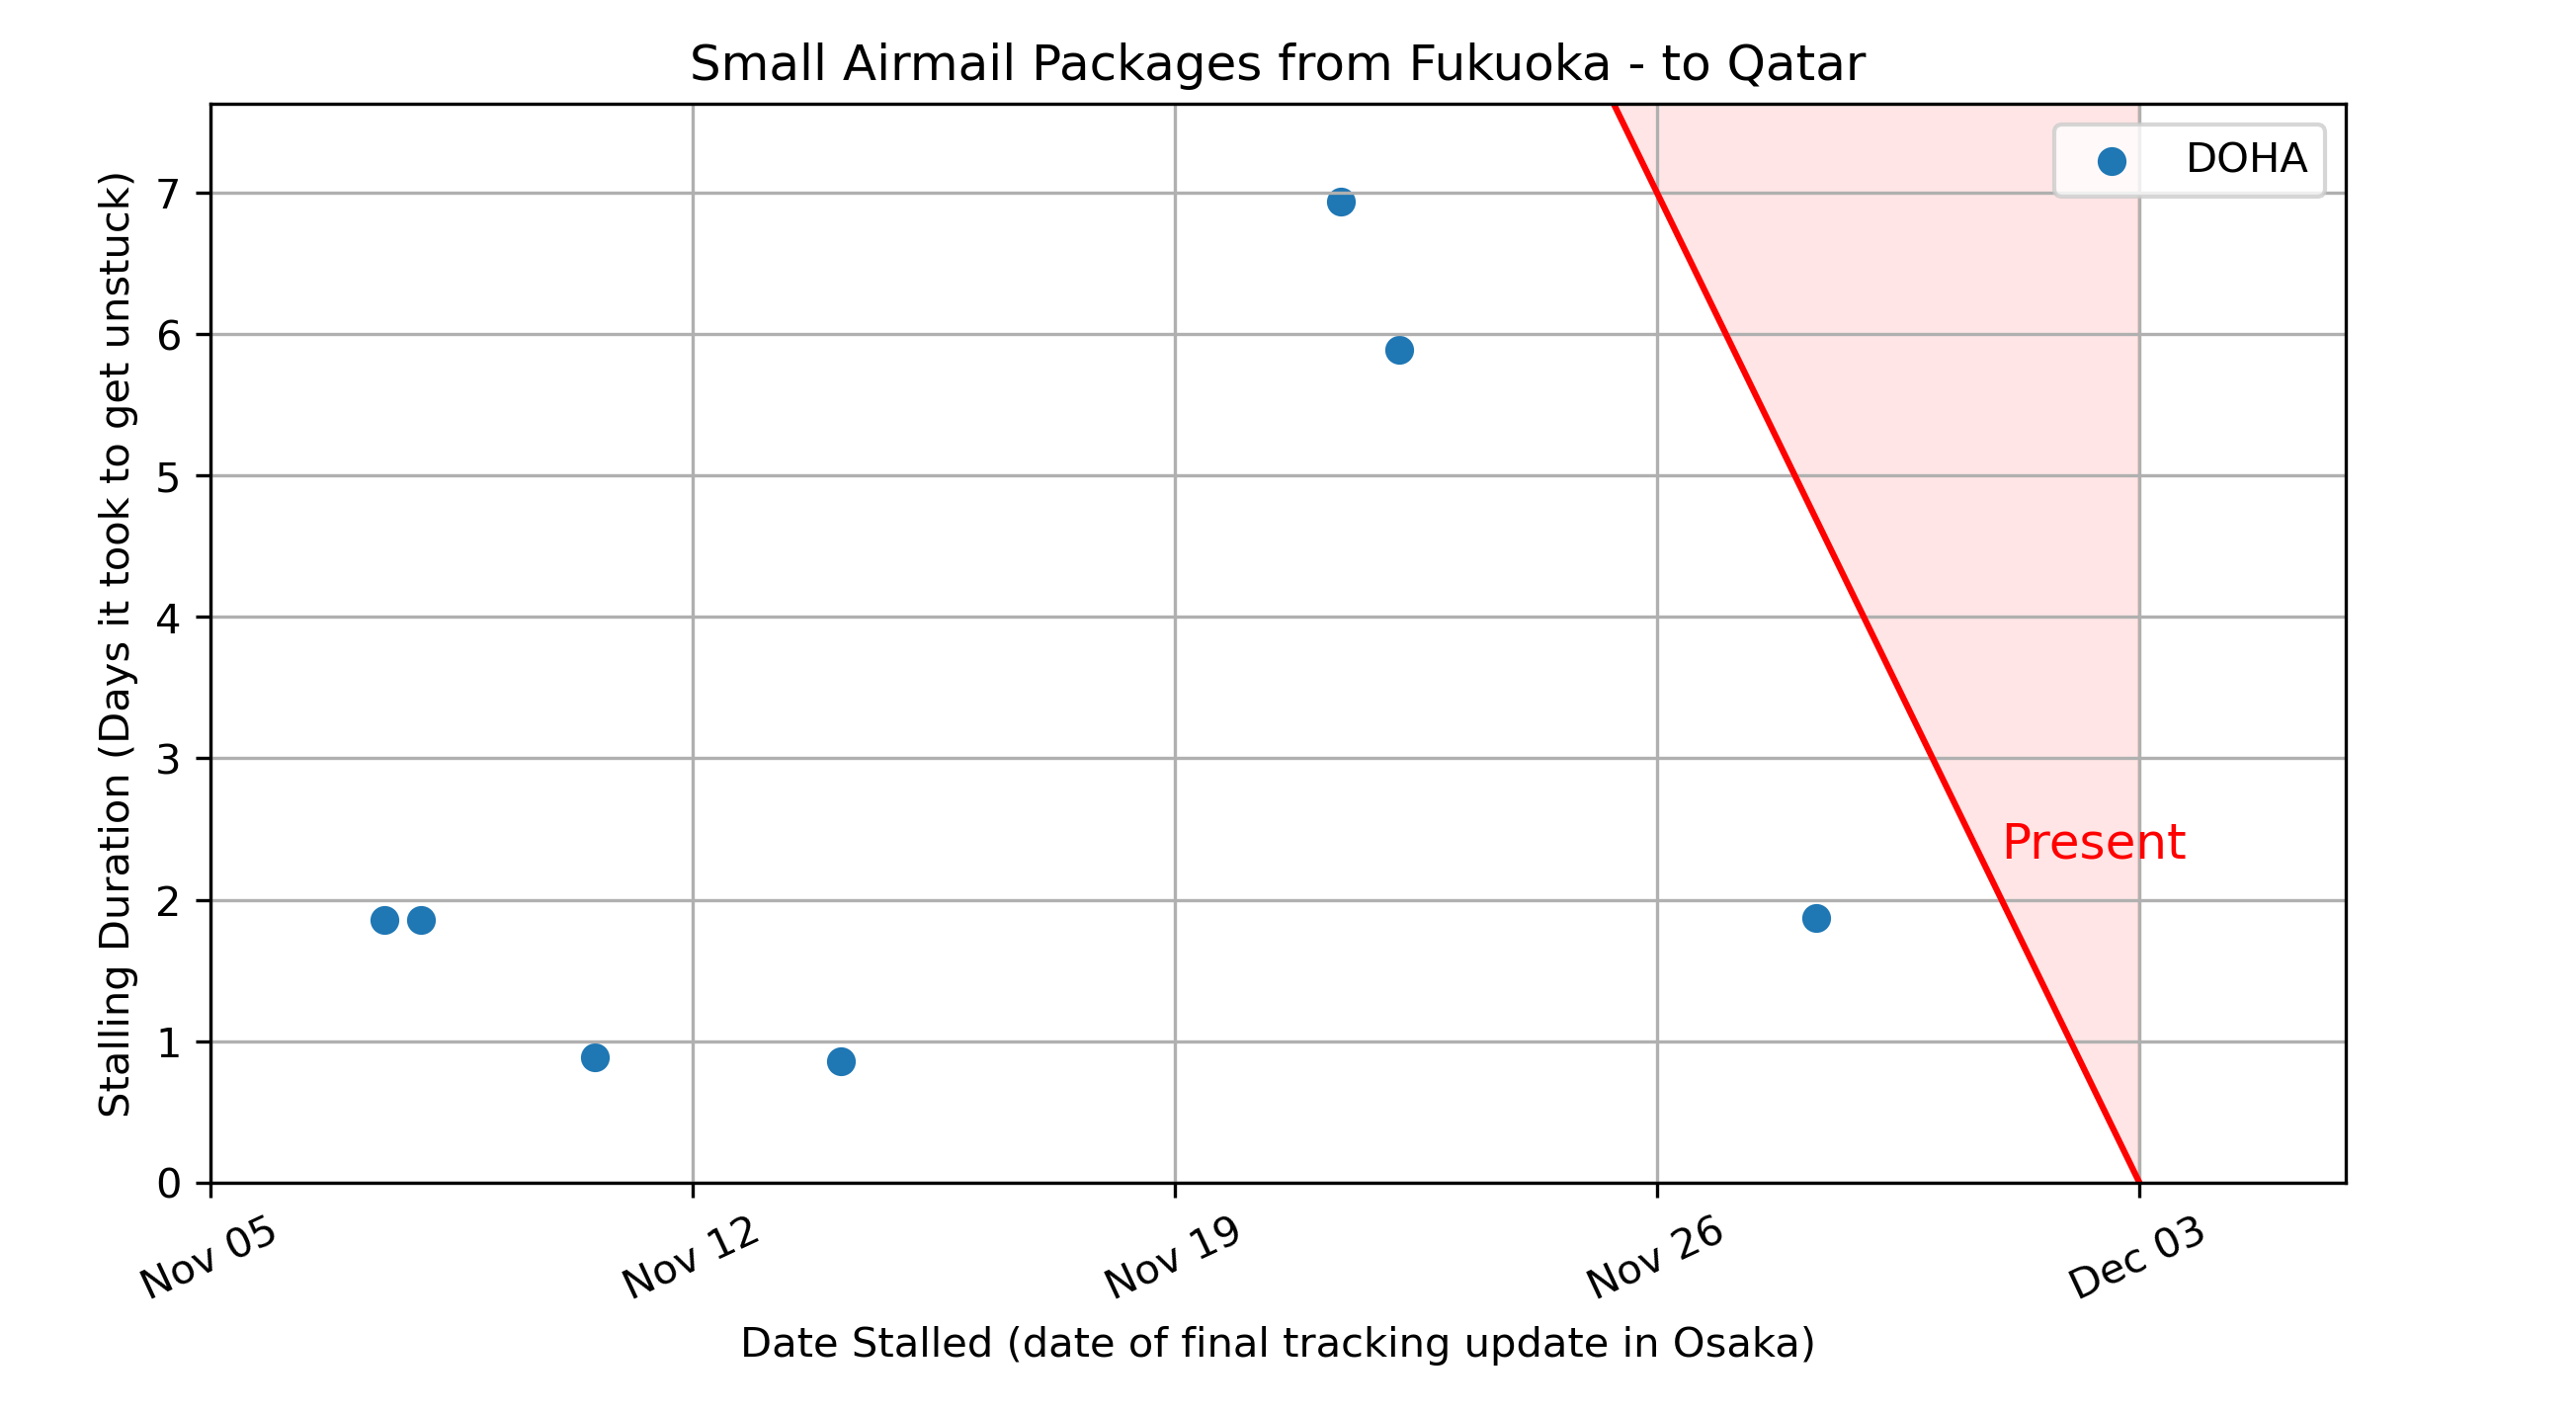 Small Airmail Packages from Fukuoka - to Qatar
DOHA
Stalling Duration (Days it took to get unstuck)
7
6
5
4
3
2
1
0
Present
Nov 05
Nov 12
Nov 19
Nov 26
Dec 03
Date Stalled (date of final tracking update in Osaka)